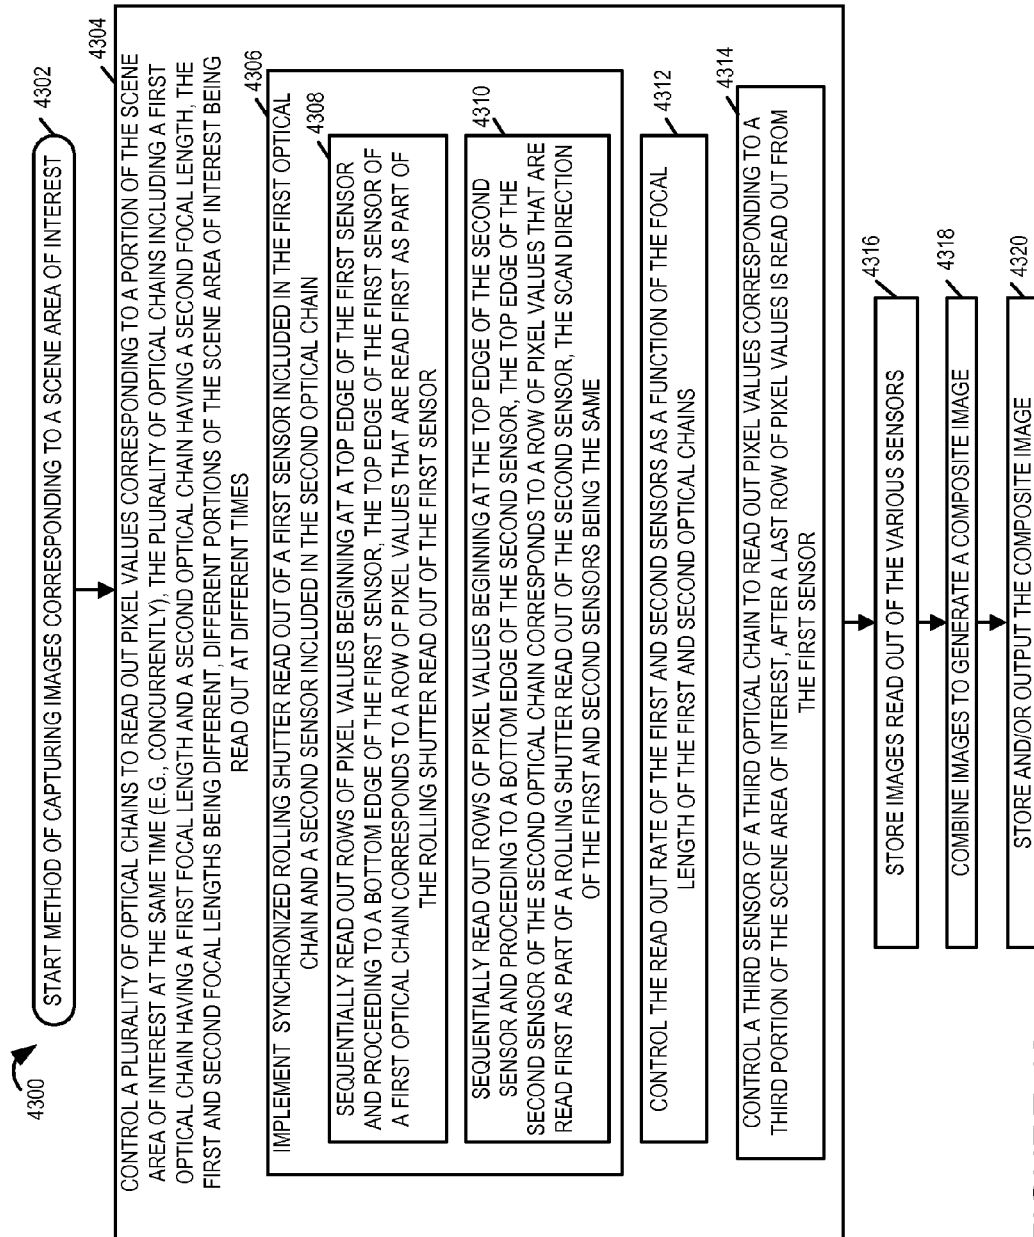 4300
START METHOD OF CAPTURING IMAGES CORRESPONDING TO A SCENE AREA OF INTEREST
4302
4304
CONTROL A PLURALITY OF OPTICAL CHAINS TO READ OUT PIXEL VALUES CORRESPONDING TO A PORTION OF THE SCENE
AREA OF INTEREST AT THE SAME TIME (E.G., CONCURRENTLY), THE PLURALITY OF OPTICAL CHAINS INCLUDING A FIRST
OPTICAL CHAIN HAVING A FIRST FOCAL LENGTH AND A SECOND OPTICAL CHAIN HAVING A SECOND FOCAL LENGTH, THE
FIRST AND SECOND FOCAL LENGTHS BEING DIFFERENT, DIFFERENT PORTIONS OF THE SCENE AREA OF INTEREST BEING
READ OUT AT DIFFERENT TIMES
4306
IMPLEMENT SYNCHRONIZED ROLLING SHUTTER READ OUT OF A FIRST SENSOR INCLUDED IN THE FIRST OPTICAL
CHAIN AND A SECOND SENSOR INCLUDED IN THE SECOND OPTICAL CHAIN
4308
SEQUENTIALLY READ OUT ROWS OF PIXEL VALUES BEGINNING AT A TOP EDGE OF THE FIRST SENSOR
AND PROCEEDING TO A BOTTOM EDGE OF THE FIRST SENSOR, THE TOP EDGE OF THE FIRST SENSOR OF
A FIRST OPTICAL CHAIN CORRESPONDS TO A ROW OF PIXEL VALUES THAT ARE READ FIRST AS PART OF
THE ROLLING SHUTTER READ OUT OF THE FIRST SENSOR
4310
SEQUENTIALLY READ OUT ROWS OF PIXEL VALUES BEGINNING AT THE TOP EDGE OF THE SECOND
SENSOR AND PROCEEDING TO A BOTTOM EDGE OF THE SECOND SENSOR, THE TOP EDGE OF THE
SECOND SENSOR OF THE SECOND OPTICAL CHAIN CORRESPONDS TO A ROW OF PIXEL VALUES THAT ARE
READ FIRST AS PART OF A ROLLING SHUTTER READ OUT OF THE SECOND SENSOR, THE SCAN DIRECTION
OF THE FIRST AND SECOND SENSORS BEING THE SAME
4312
CONTROL THE READ OUT RATE OF THE FIRST AND SECOND SENSORS AS A FUNCTION OF THE FOCAL
LENGTH OF THE FIRST AND SECOND OPTICAL CHAINS
4314
CONTROL A THIRD SENSOR OF A THIRD OPTICAL CHAIN TO READ OUT PIXEL VALUES CORRESPONDING TO A
THIRD PORTION OF THE SCENE AREA OF INTEREST, AFTER A LAST ROW OF PIXEL VALUES IS READ OUT FROM
THE FIRST SENSOR
4316
STORE IMAGES READ OUT OF THE VARIOUS SENSORS
4318
COMBINE IMAGES TO GENERATE A COMPOSITE IMAGE
4320
STORE AND/OR OUTPUT THE COMPOSITE IMAGE